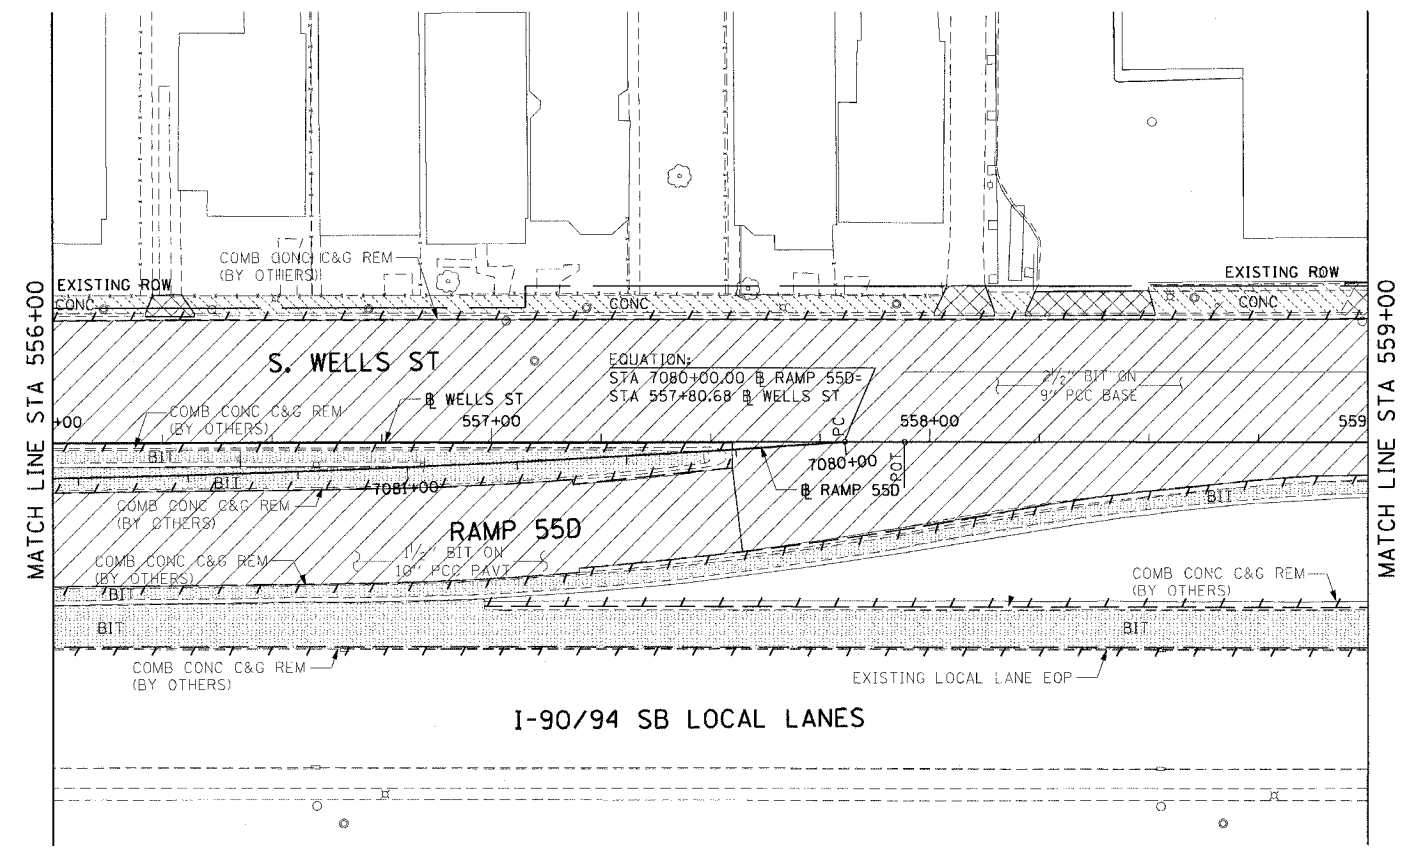 COMB CONC C&G REM
(BY OTHERS)
EXISTING ROW
EXISTING ROW
CONC
CONC
CONC
MATCH LINE STA 556+00
MATCH LINE STA 559+00
S. WELLS ST
EQUATION:
STA 7080+00.00 ℄ RAMP 55D=
STA 557+80.68 ℄ WELLS ST
2½" BIT ON
9" PCC BASE
℄ WELLS ST
COMB CONC C&G REM
(BY OTHERS)
+00
557+00
PC
558+00
559
BIT
7080+00
PROT
BIT
7081+00
℄ RAMP 55D
BIT
COMB CONC C&G REM
(BY OTHERS)
RAMP 55D
1½" BIT ON
10" PCC PAVT
COMB CONC C&G REM
(BY OTHERS)
BIT
COMB CONC C&G REM
(BY OTHERS)
BIT
BIT
COMB CONC C&G REM
(BY OTHERS)
EXISTING LOCAL LANE EOP
I-90/94 SB LOCAL LANES